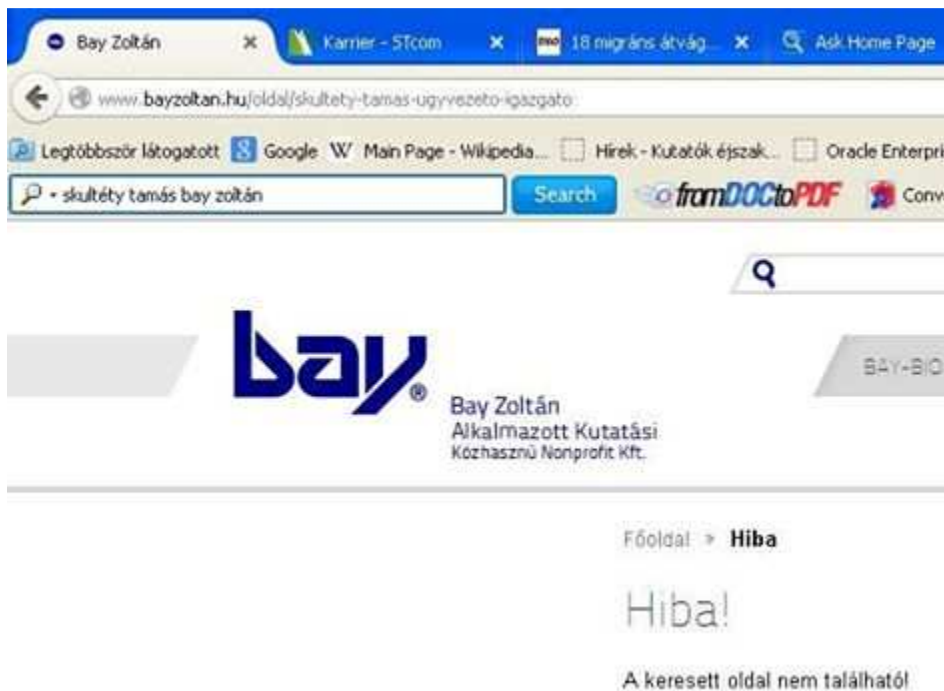 Bay Zoltán
Karrier - STcom
18 migráns átvág...
Ask Home Page
www.bayzoltan.hu/oldal/skultety-tamas-ugyvezeto-igazgato
Legtöbbször látogatott Google W Main Page - Wikipedia... Hírek - Kutatók éjszak... Oracle Enterpri
skultéty tamás bay zoltán Search fromDOCtoPDF Conv
bay®
BAY-BIO
Bay Zoltán
Alkalmazott Kutatási
Közhasznú Nonprofit Kft.
Főoldal » Hiba
Hiba!
A keresett oldal nem található!